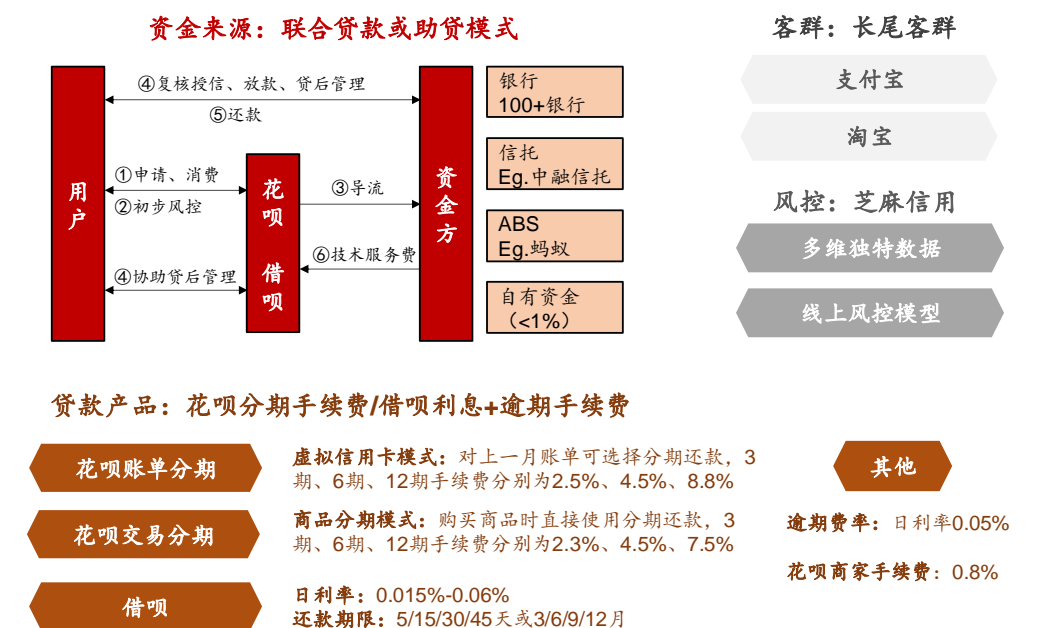 资金来源：联合贷款或助贷模式
用户
④复核授信、放款、贷后管理
⑤还款
①申请、消费
②初步风控
④协助贷后管理
花呗
借呗
③导流
⑥技术服务费
资金方
银行
100+银行
信托
Eg.中融信托
ABS
Eg.蚂蚁
自有资金
（<1%）
客群：长尾客群
支付宝
淘宝
风控：芝麻信用
多维独特数据
线上风控模型
贷款产品：花呗分期手续费/借呗利息+逾期手续费
花呗账单分期
虚拟信用卡模式：对上一月账单可选择分期还款，3
期、6期、12期手续费分别为2.5%、4.5%、8.8%
花呗交易分期
商品分期模式：购买商品时直接使用分期还款，3
期、6期、12期手续费分别为2.3%、4.5%、7.5%
借呗
日利率：0.015%-0.06%
还款期限：5/15/30/45天或3/6/9/12月
其他
逾期费率：日利率0.05%
花呗商家手续费：0.8%